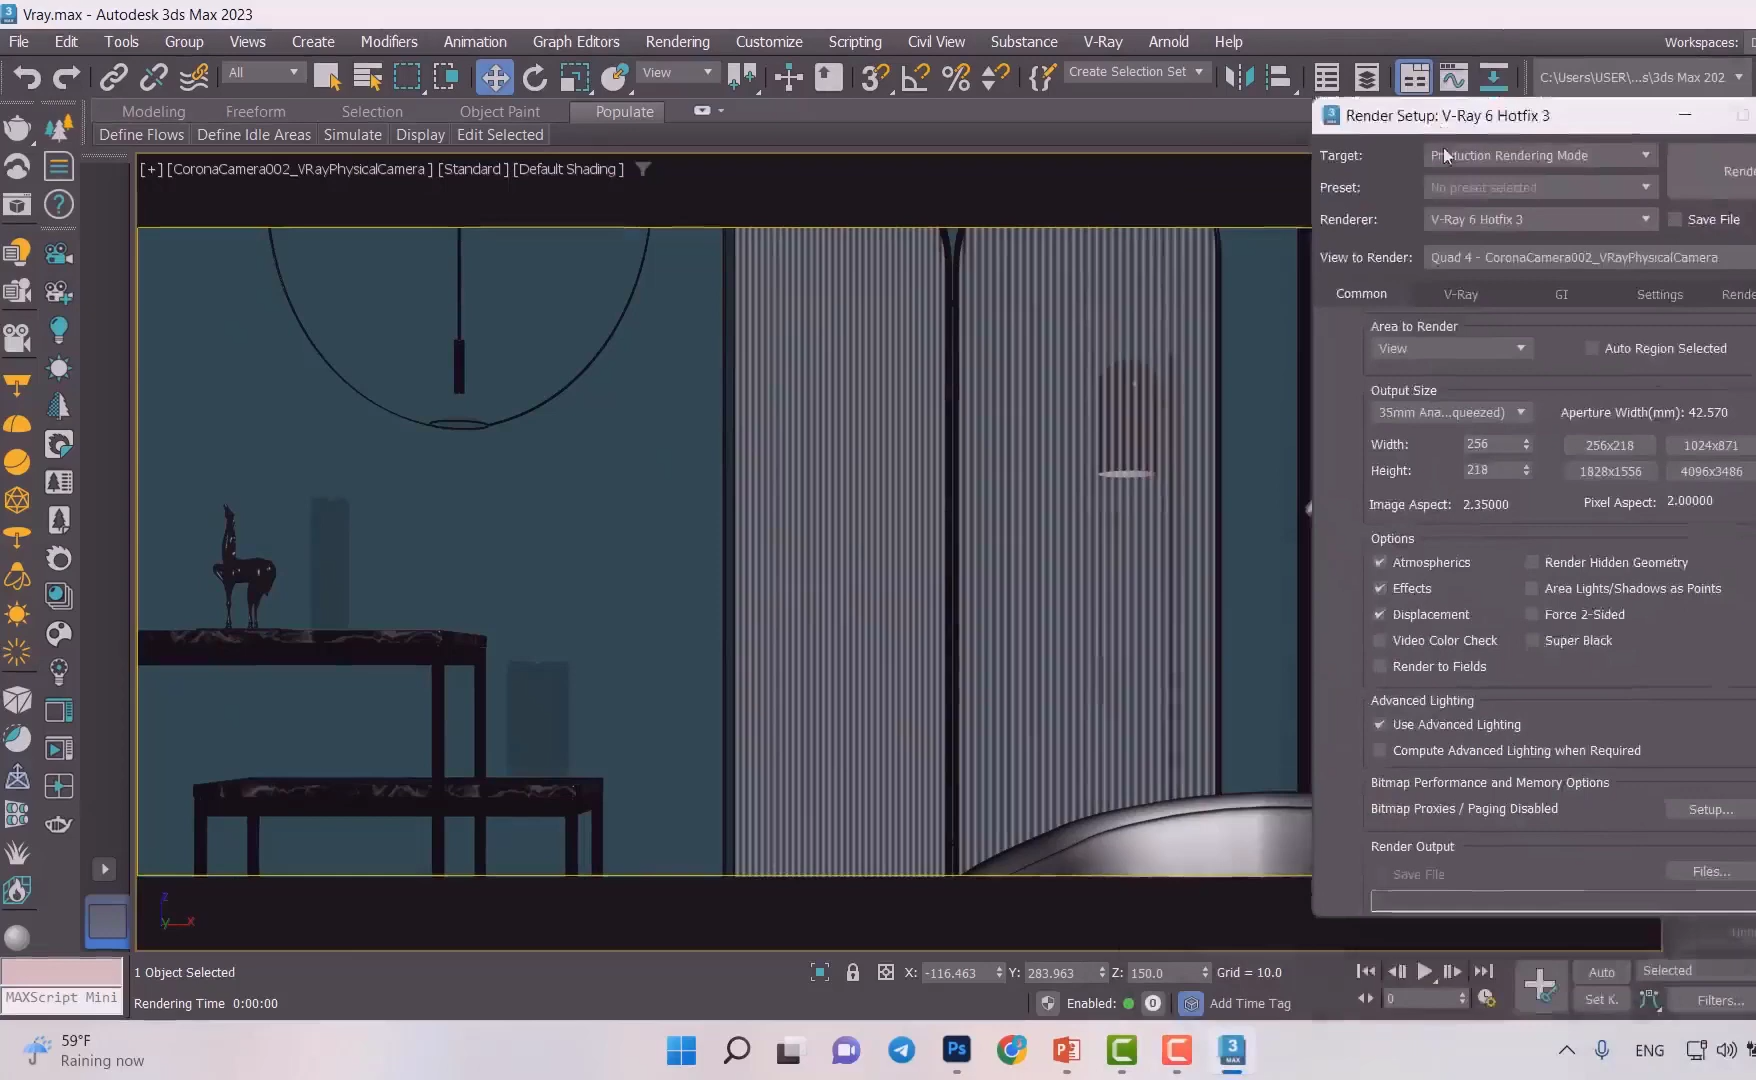 Vray.max - Autodesk 3ds Max 2023
File Edit Tools Group Views Create Modifiers Animation Graph Editors Rendering Customize Scripting Civil View Substance V-Ray Arnold Help Workspaces:
All View Create Selection Set C:\Users\USER\...s\3ds Max 202
Modeling Freeform Selection Object Paint Populate
Define Flows Define Idle Areas Simulate Display Edit Selected
[+] [CoronaCamera002_VRayPhysicalCamera ] [Standard ] [Default Shading ]
Render Setup: V-Ray 6 Hotfix 3
Target: Production Rendering Mode
Preset: No preset selected
Rende
Renderer: V-Ray 6 Hotfix 3 Save File
View to Render: Quad 4 - CoronaCamera002_VRayPhysicalCamera
Common V-Ray GI Settings Rende
Area to Render
View Auto Region Selected
Output Size
35mm Ana...queezed) Aperture Width(mm): 42.570
Width: 256 256x218 1024x871
Height: 218 1828x1556 4096x3486
Image Aspect: 2.35000 Pixel Aspect: 2.00000
Options
Atmospherics Render Hidden Geometry
Effects Area Lights/Shadows as Points
Displacement Force 2-Sided
Video Color Check Super Black
Render to Fields
Advanced Lighting
Use Advanced Lighting
Compute Advanced Lighting when Required
Bitmap Performance and Memory Options
Bitmap Proxies / Paging Disabled Setup...
Render Output
Save File Files...
z
y x
1 Object Selected X: -116.463 Y: 283.963 Z: 150.0 Grid = 10.0 Auto Selected
MAXScript Mini Rendering Time 0:00:00 Enabled: 0 Add Time Tag 0 Set K. Filters...
59°F
Raining now
Ps
3
MAX
ENG